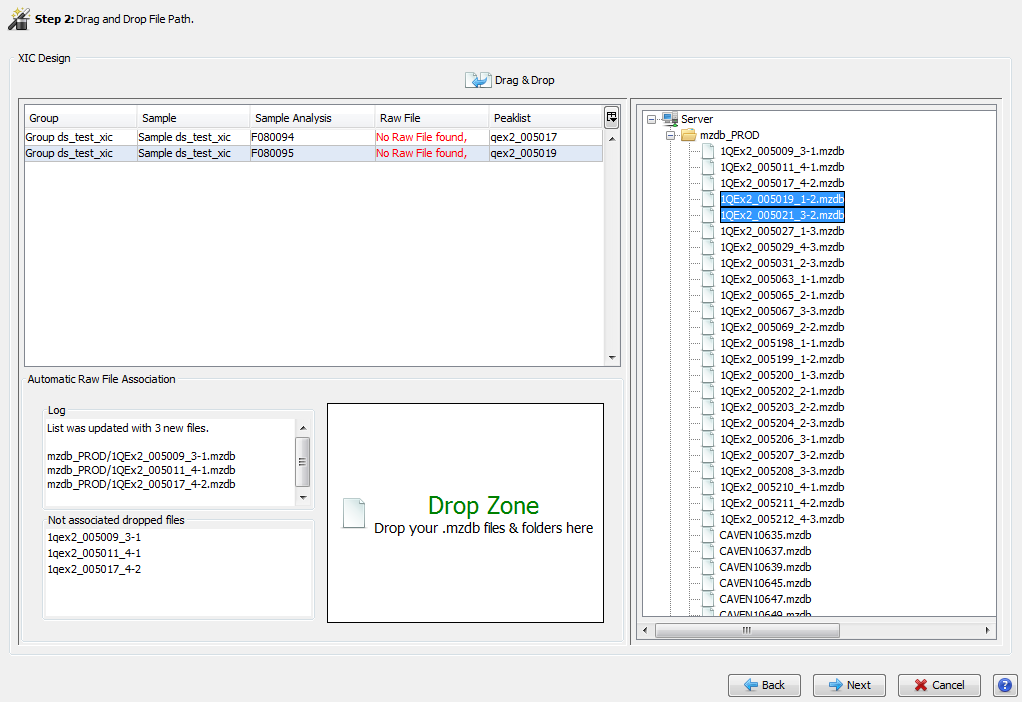 Step 2: Drag and Drop File Path.
XIC Design
Drag & Drop
Group Sample Sample Analysis Raw File Peaklist
Group ds_test_xic Sample ds_test_xic F080094 No Raw File found, qex2_005017
Group ds_test_xic Sample ds_test_xic F080095 No Raw File found, qex2_005019
Automatic Raw File Association
Log
List was updated with 3 new files.
mzdb_PROD/1QEx2_005009_3-1.mzdb
mzdb_PROD/1QEx2_005011_4-1.mzdb
mzdb_PROD/1QEx2_005017_4-2.mzdb
Not associated dropped files
1qex2_005009_3-1
1qex2_005011_4-1
1qex2_005017_4-2
Drop Zone
Drop your .mzdb files & folders here
Server
mzdb_PROD
1QEx2_005009_3-1.mzdb
1QEx2_005011_4-1.mzdb
1QEx2_005017_4-2.mzdb
1QEx2_005019_1-2.mzdb
1QEx2_005021_3-2.mzdb
1QEx2_005027_1-3.mzdb
1QEx2_005029_4-3.mzdb
1QEx2_005031_2-3.mzdb
1QEx2_005063_1-1.mzdb
1QEx2_005065_2-1.mzdb
1QEx2_005067_3-3.mzdb
1QEx2_005069_2-2.mzdb
1QEx2_005198_1-1.mzdb
1QEx2_005199_1-2.mzdb
1QEx2_005200_1-3.mzdb
1QEx2_005202_2-1.mzdb
1QEx2_005203_2-2.mzdb
1QEx2_005204_2-3.mzdb
1QEx2_005206_3-1.mzdb
1QEx2_005207_3-2.mzdb
1QEx2_005208_3-3.mzdb
1QEx2_005210_4-1.mzdb
1QEx2_005211_4-2.mzdb
1QEx2_005212_4-3.mzdb
CAVEN10635.mzdb
CAVEN10637.mzdb
CAVEN10639.mzdb
CAVEN10645.mzdb
CAVEN10647.mzdb
CAVEN10649.mzdb
Back Next Cancel ?